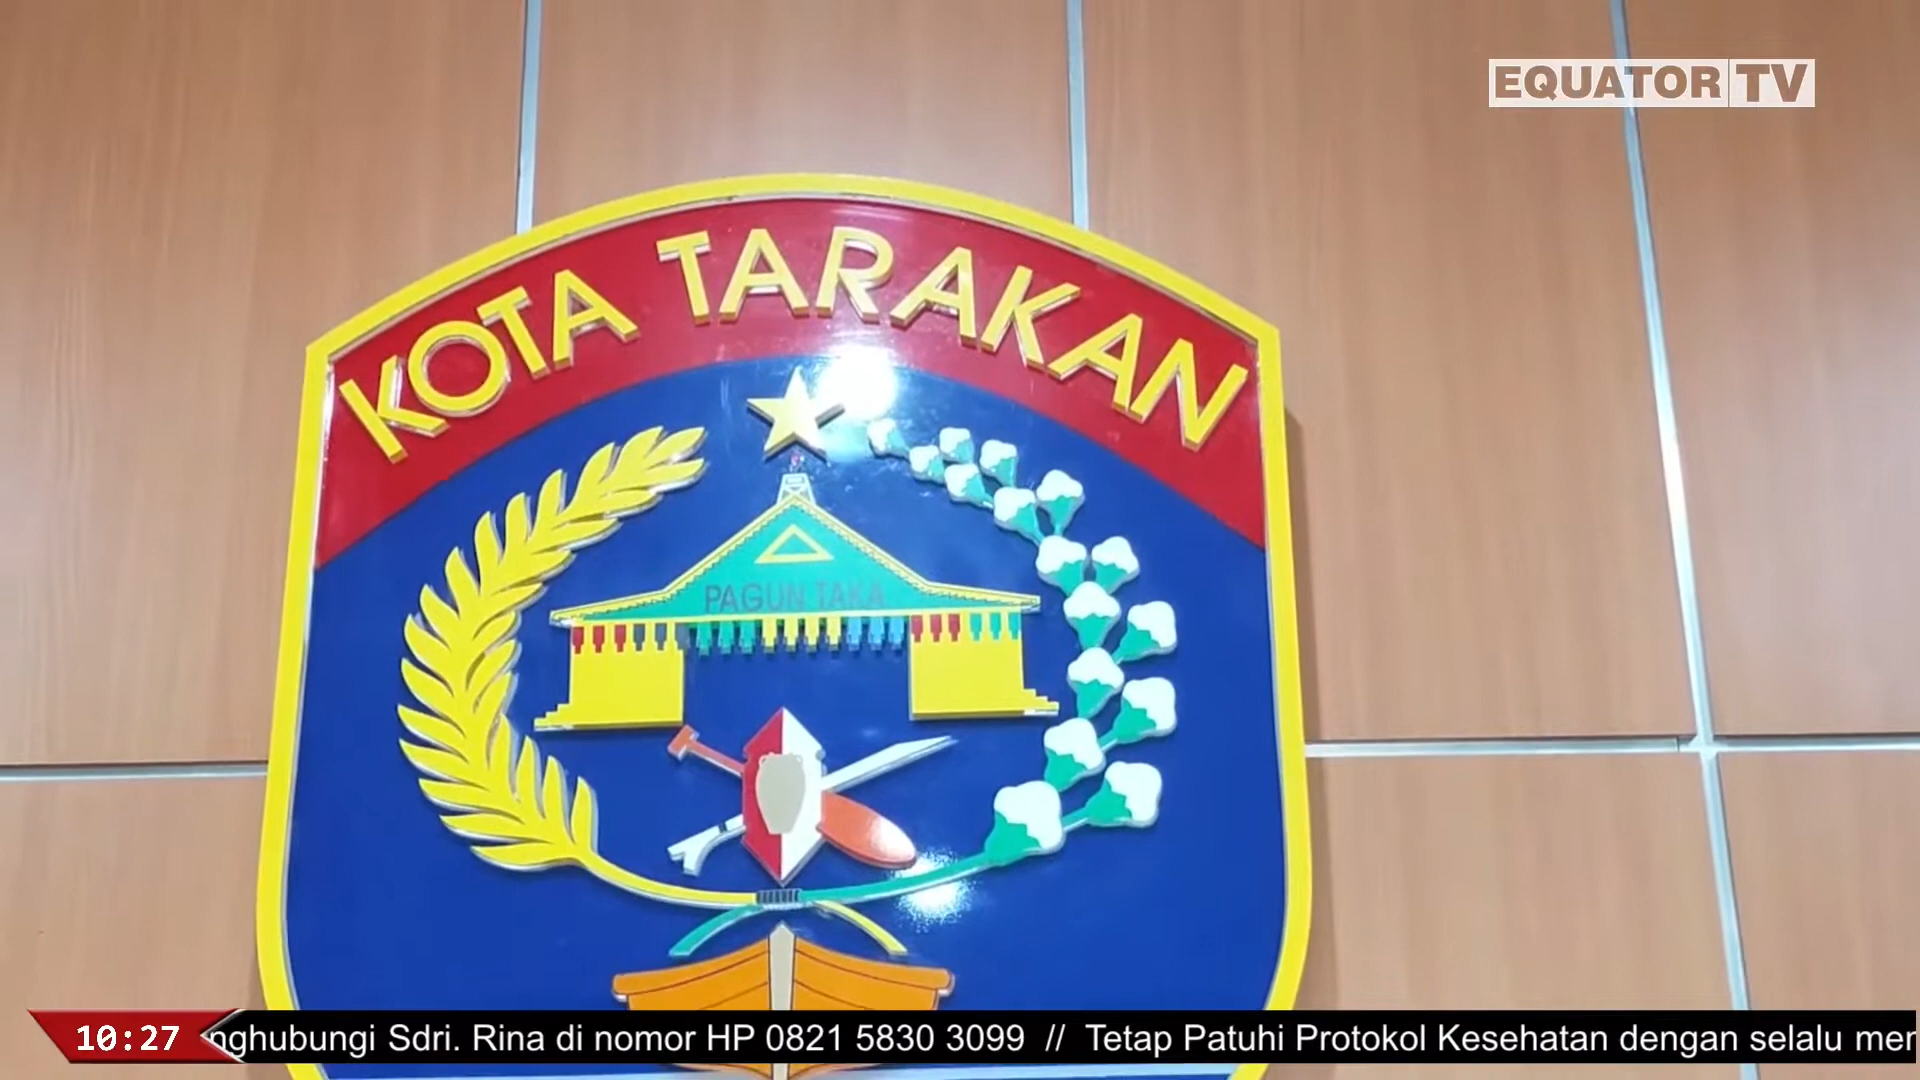 EQUATOR TV
KOTA TARAKAN
PAGUN TAKA
10:27
nghubungi Sdri. Rina di nomor HP 0821 5830 3099 // Tetap Patuhi Protokol Kesehatan dengan selalu mer